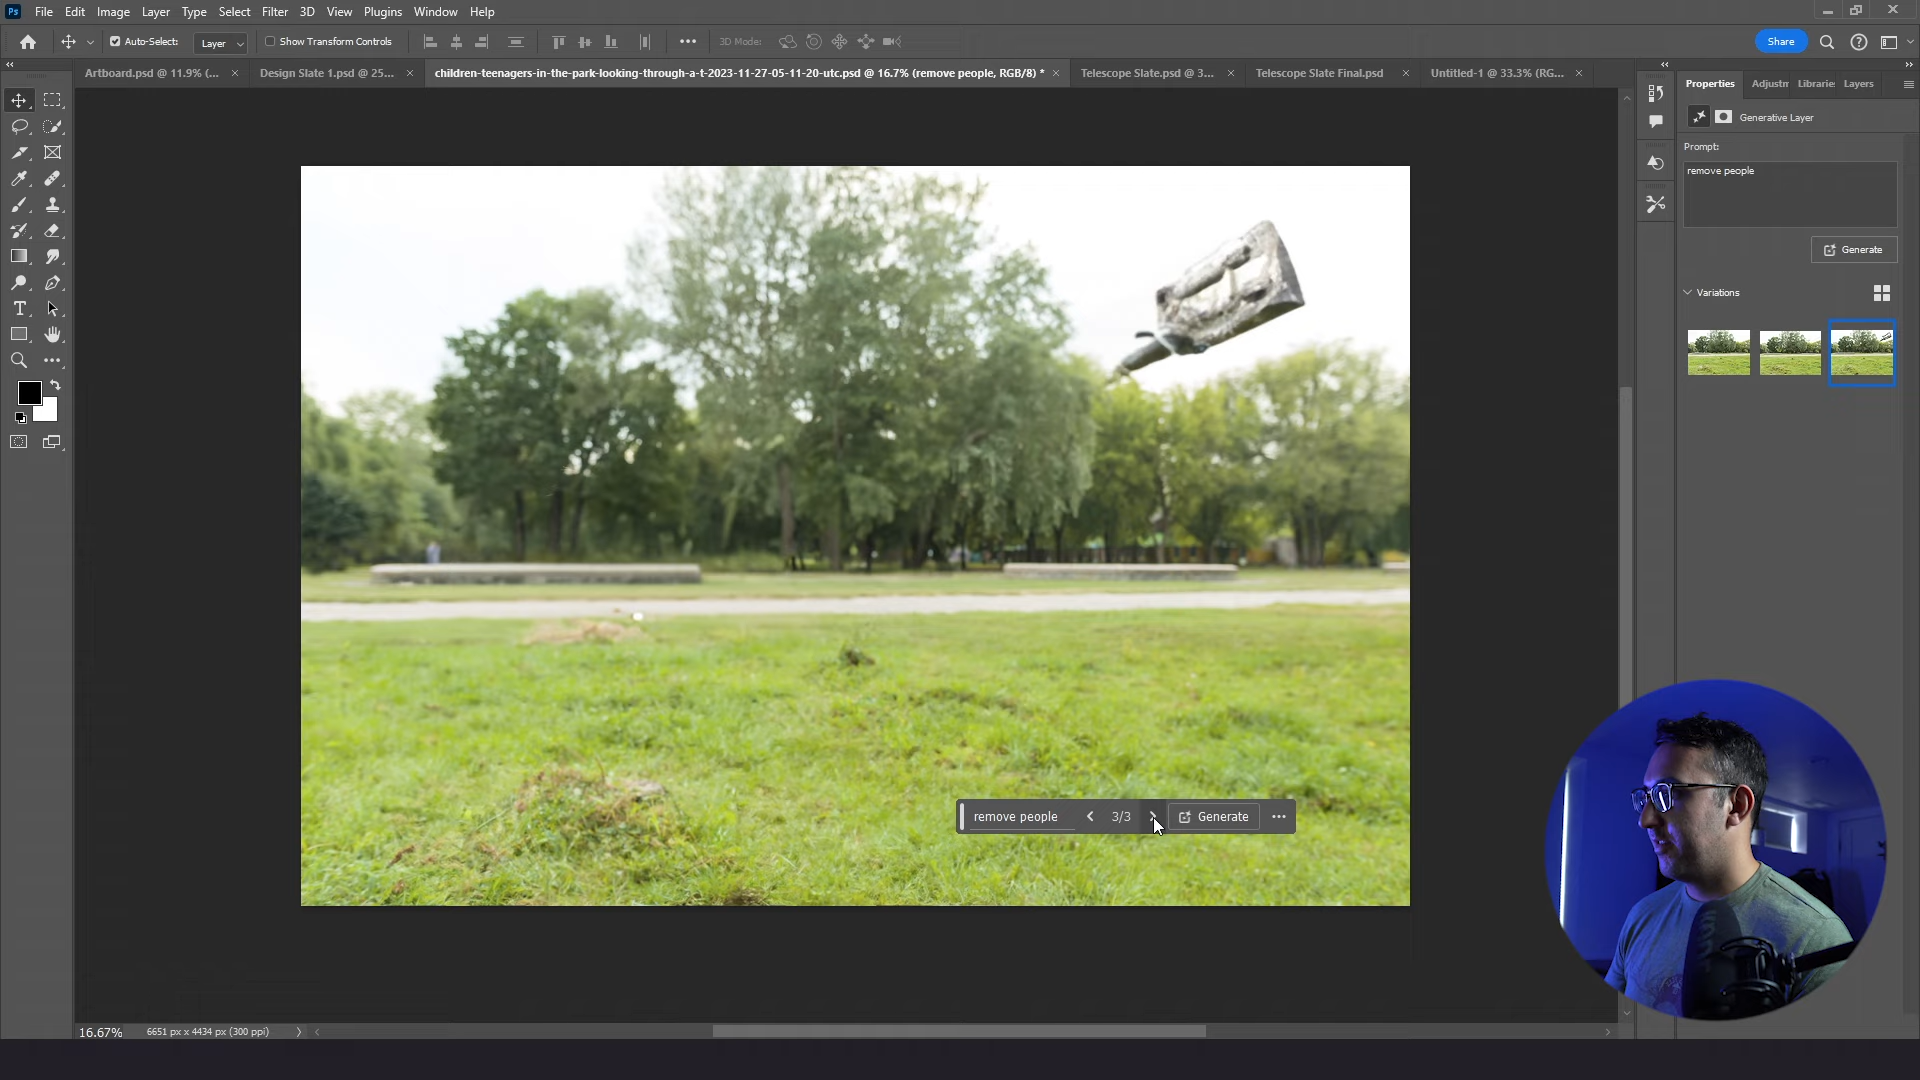 Ps File Edit Image Layer Type Select Filter 3D View Plugins Window Help
Auto-Select: Layer Show Transform Controls 3D Mode: Share
Artboard.psd @ 11.9% (... Design Slate 1.psd @ 25... children-teenagers-in-the-park-looking-through-a-t-2023-11-27-05-11-20-utc.psd @ 16.7% (remove people, RGB/8) * Telescope Slate.psd @ 3... Telescope Slate Final.psd Untitled-1 @ 33.3% (RG...
Properties Adjustn Librarie Layers
Generative Layer
Prompt:
remove people
Generate
Variations
remove people 3/3 Generate
16.67% 6651 px x 4434 px (300 ppi)